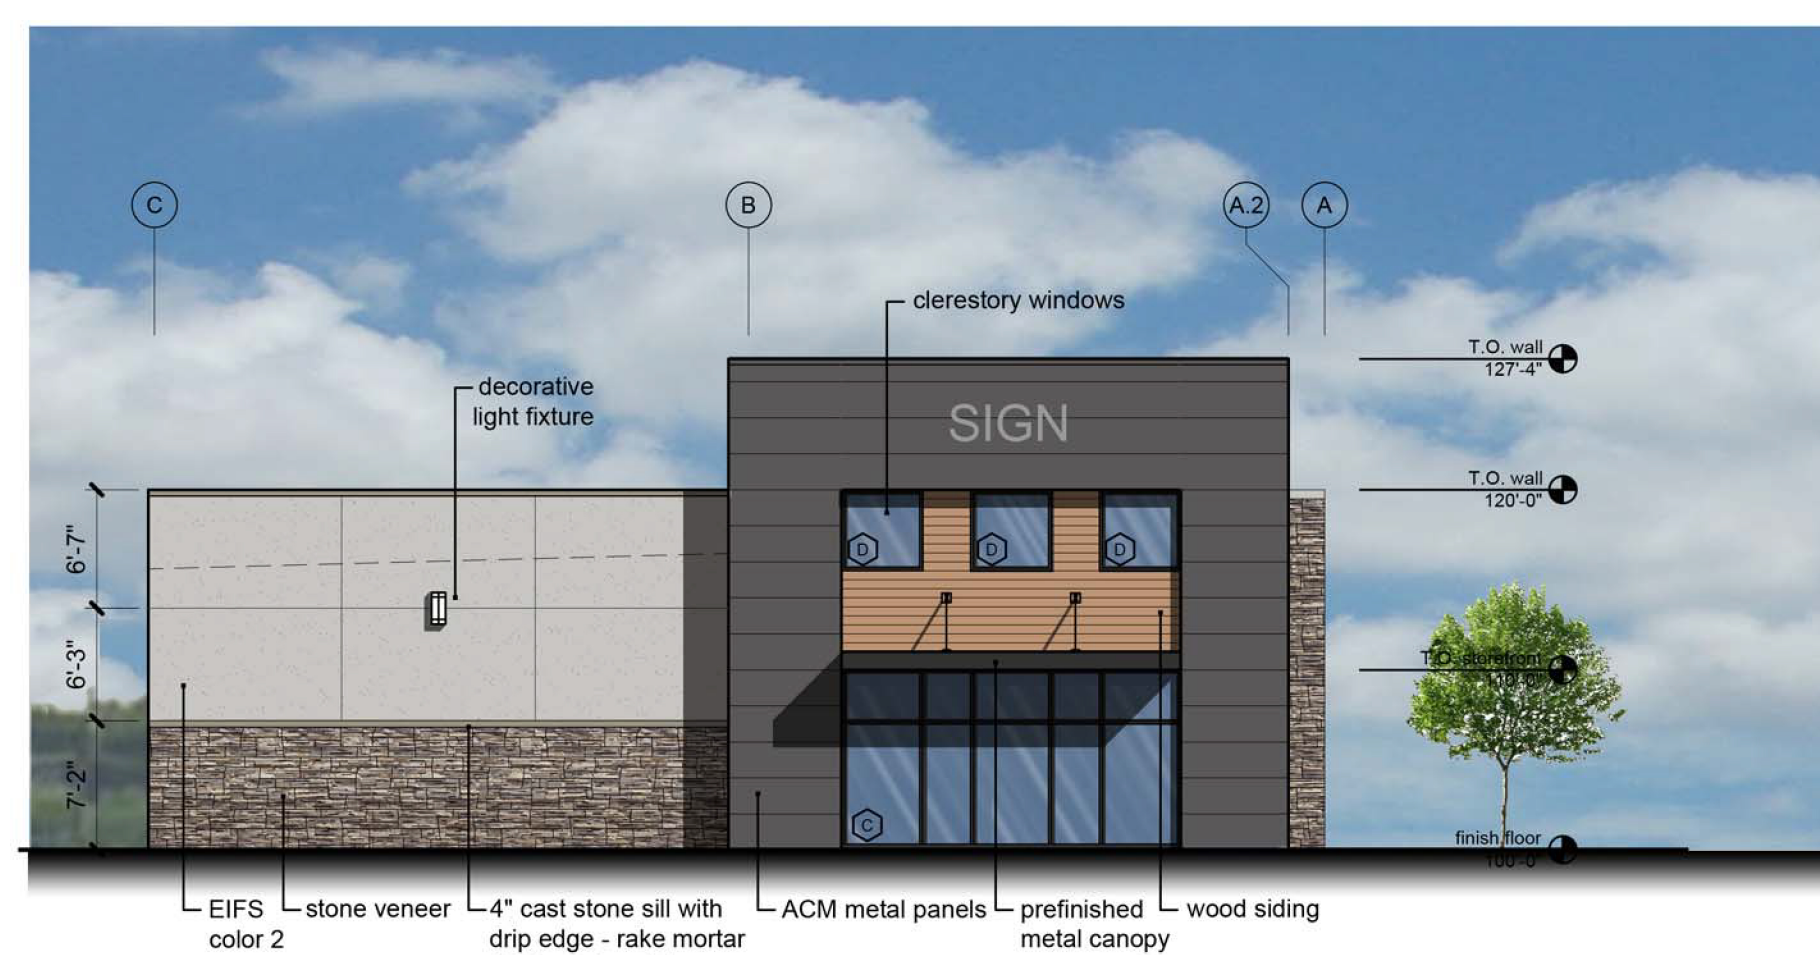 C
B
A.2
A
clerestory windows
T.O. wall
127'-4"
decorative
light fixture
SIGN
T.O. wall
120'-0"
6'-7"
D
D
D
6'-3"
T.O. storefront
110'-0"
7'-2"
C
finish floor
100'-0"
EIFS
color 2
stone veneer
4" cast stone sill with
drip edge - rake mortar
ACM metal panels
prefinished
metal canopy
wood siding